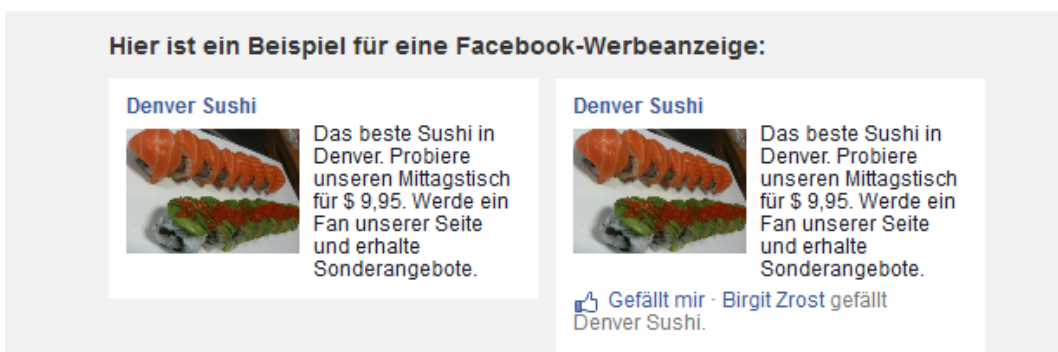 Hier ist ein Beispiel für eine Facebook-Werbeanzeige:
Denver Sushi
Das beste Sushi in
Denver. Probiere
unseren Mittagstisch
für $ 9,95. Werde ein
Fan unserer Seite
und erhalte
Sonderangebote.
Denver Sushi
Das beste Sushi in
Denver. Probiere
unseren Mittagstisch
für $ 9,95. Werde ein
Fan unserer Seite
und erhalte
Sonderangebote.
Gefällt mir · Birgit Zrost gefällt
Denver Sushi.